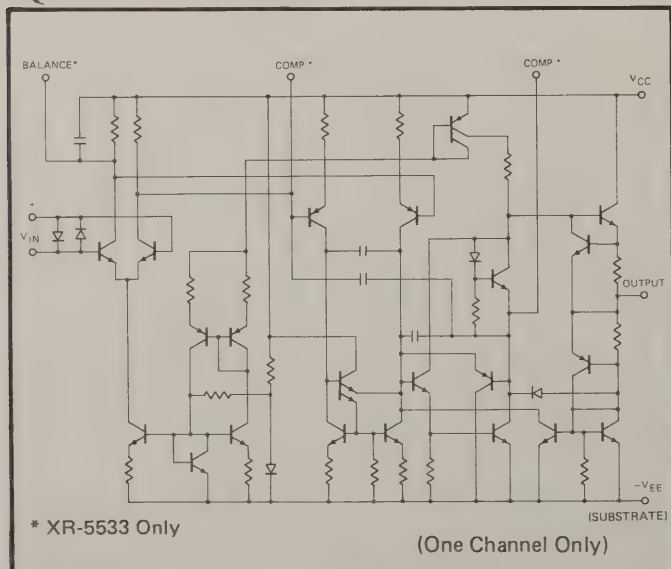 BALANCE*
COMP *
COMP *
VCC
*
VIN
OUTPUT
-VEE
(SUBSTRATE)
* XR-5533 Only
(One Channel Only)